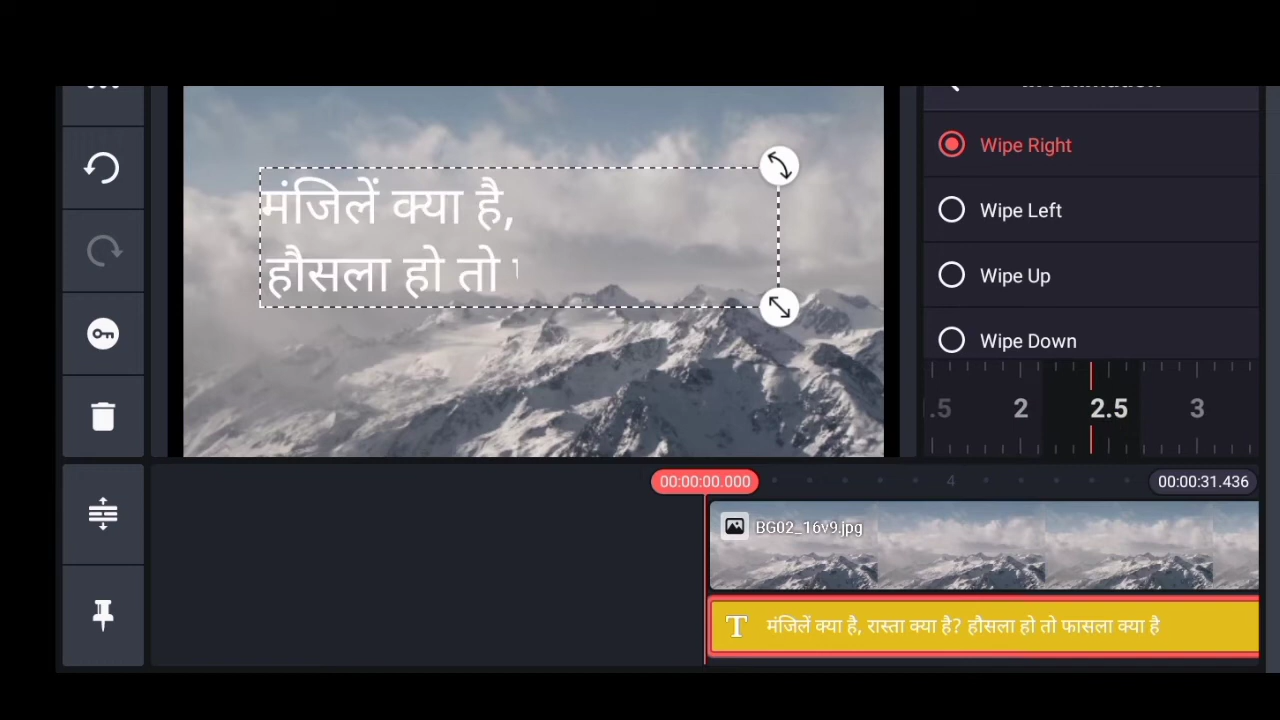 मंजिलें क्या है,
हौसला हो तो
Wipe Right
Wipe Left
Wipe Up
Wipe Down
.5 2 2.5 3
00:00:00.000 4 00:00:31.436
BG02_16v9.jpg
T मंजिलें क्या है, रास्ता क्या है? हौसला हो तो फासला क्या है